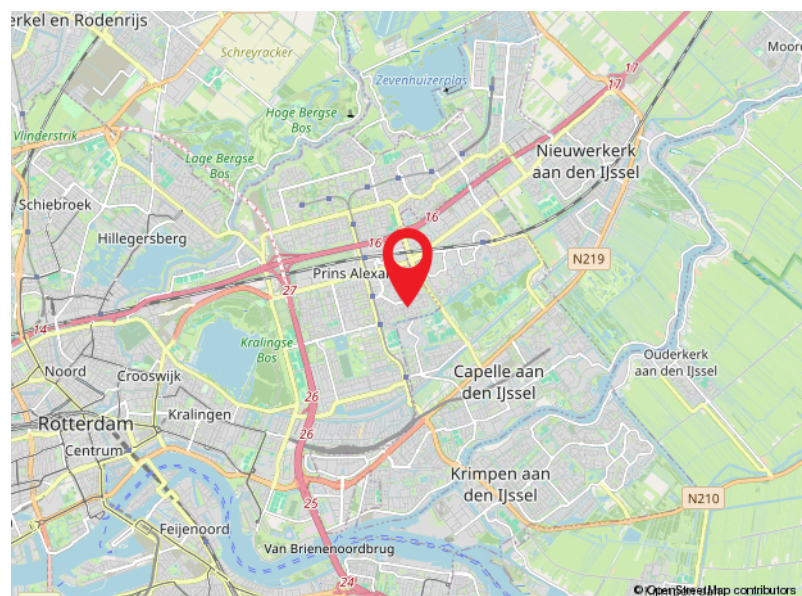 erkel en Rodenrijs
Schreyracker
Zevenhuizerplas
Moor
17
17
Hoge Bergse
Bos
Vlinderstrik
Lage Bergse
Bos
Nieuwerkerk
aan den IJssel
Schiebroek
16
Hillegersberg
16
N219
Prins Alexa
27
14
Kralingse
Bos
Ouderkerk
aan den IJssel
Noord
Crooswijk
Capelle aan
den IJssel
26
Kralingen
Rotterdam
26
Centrum
Krimpen aan
den IJssel
25
N210
Feijenoord
Van Brienenoordbrug
24
© OpenStreetMap contributors